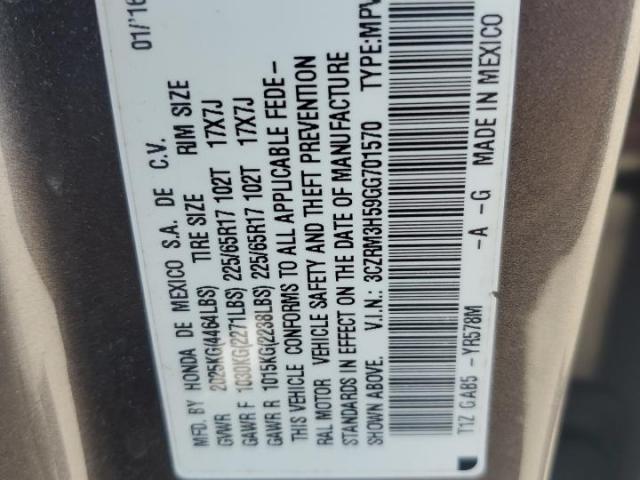 MFD. BY HONDA DE MEXICO S.A. DE C.V. 01/'16
GVWR 2025KG(4464LBS) TIRE SIZE RIM SIZE
GAWR F 1030KG(2271LBS) 225/65R17 102T 17X7J
GAWR R 1015KG(2238LBS) 225/65R17 102T 17X7J
THIS VEHICLE CONFORMS TO ALL APPLICABLE FEDE-
RAL MOTOR VEHICLE SAFETY AND THEFT PREVENTION
STANDARDS IN EFFECT ON THE DATE OF MANUFACTURE
SHOWN ABOVE. V.I.N.: 3CZRM3H59GG701570 TYPE:MPV
T1Z GAB5 -YR578M -A -G MADE IN MEXICO